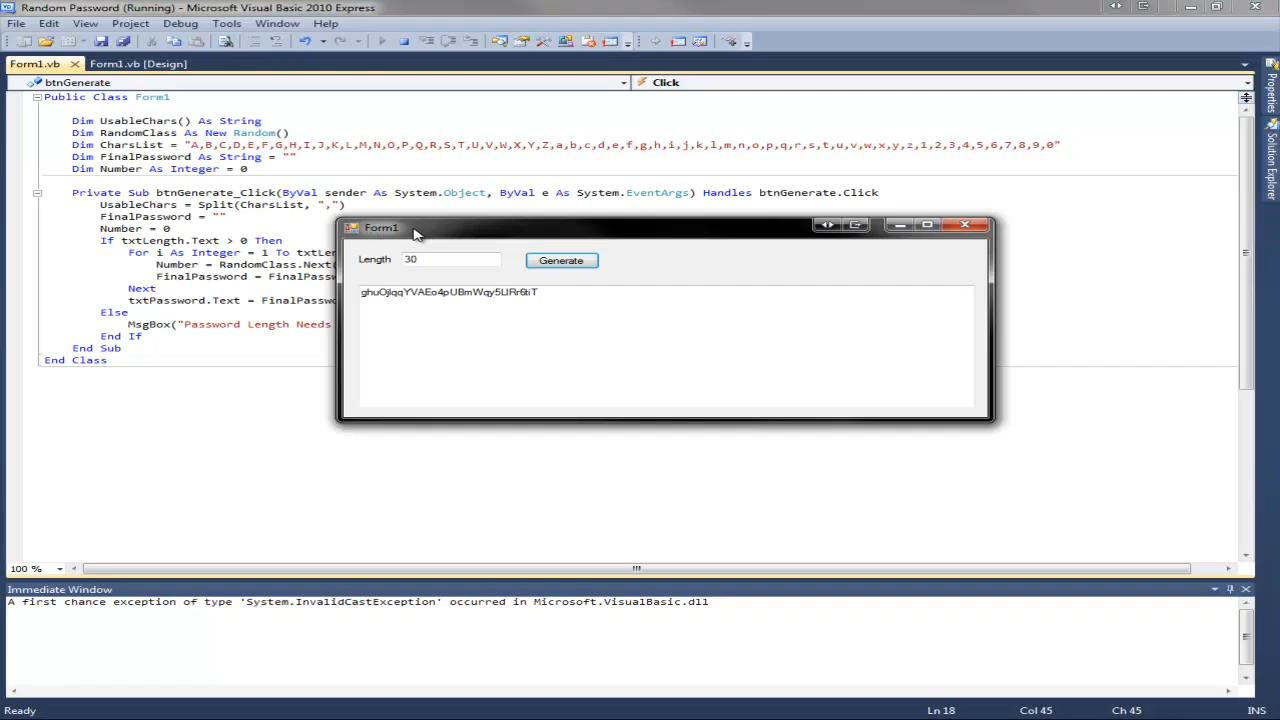 Random Password (Running) - Microsoft Visual Basic 2010 Express
File Edit View Project Debug Tools Window Help
Form1.vb Form1.vb [Design]
btnGenerate Click
Public Class Form1
Dim UsableChars() As String
Dim RandomClass As New Random()
Dim CharsList = "A,B,C,D,E,F,G,H,I,J,K,L,M,N,O,P,Q,R,S,T,U,V,W,X,Y,Z,a,b,c,d,e,f,g,h,i,j,k,l,m,n,o,p,q,r,s,t,u,v,w,x,y,z,1,2,3,4,5,6,7,8,9,0"
Dim FinalPassword As String = ""
Dim Number As Integer = 0
Private Sub btnGenerate_Click(ByVal sender As System.Object, ByVal e As System.EventArgs) Handles btnGenerate.Click
UsableChars = Split(CharsList, ",")
FinalPassword = ""
Number = 0
If txtLength.Text > 0 Then
For i As Integer = 1 To txtLen
Number = RandomClass.Next(
FinalPassword = FinalPassw
Next
txtPassword.Text = FinalPassw
Else
MsgBox("Password Length Needs
End If
End Sub
End Class
Form1
Length 30 Generate
100 %
Immediate Window
A first chance exception of type 'System.InvalidCastException' occurred in Microsoft.VisualBasic.dll
Ready Ln 18 Col 45 Ch 45 INS
Properties
Solution Explorer